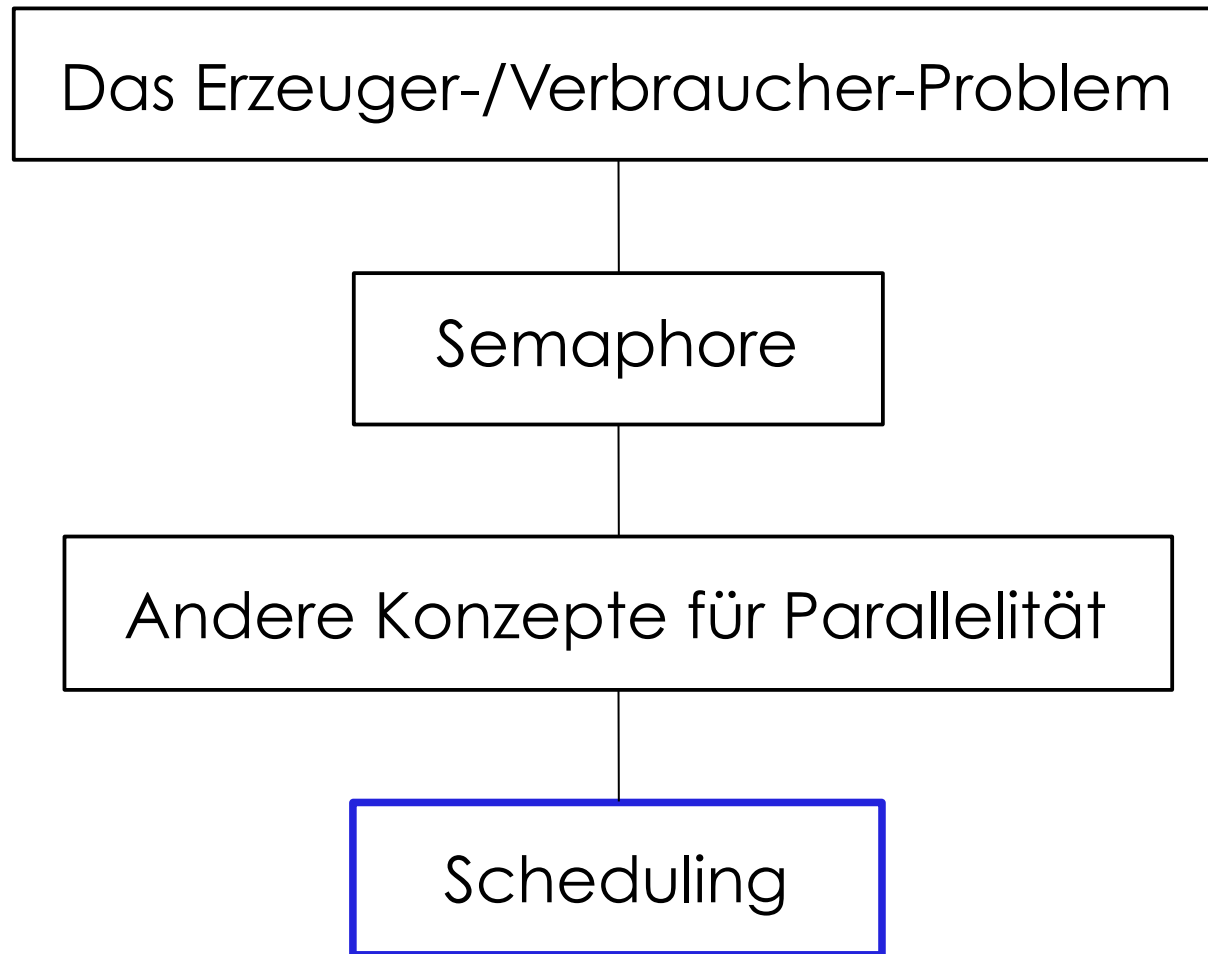 Das Erzeuger-/Verbraucher-Problem
Semaphore
Andere Konzepte für Parallelität
Scheduling